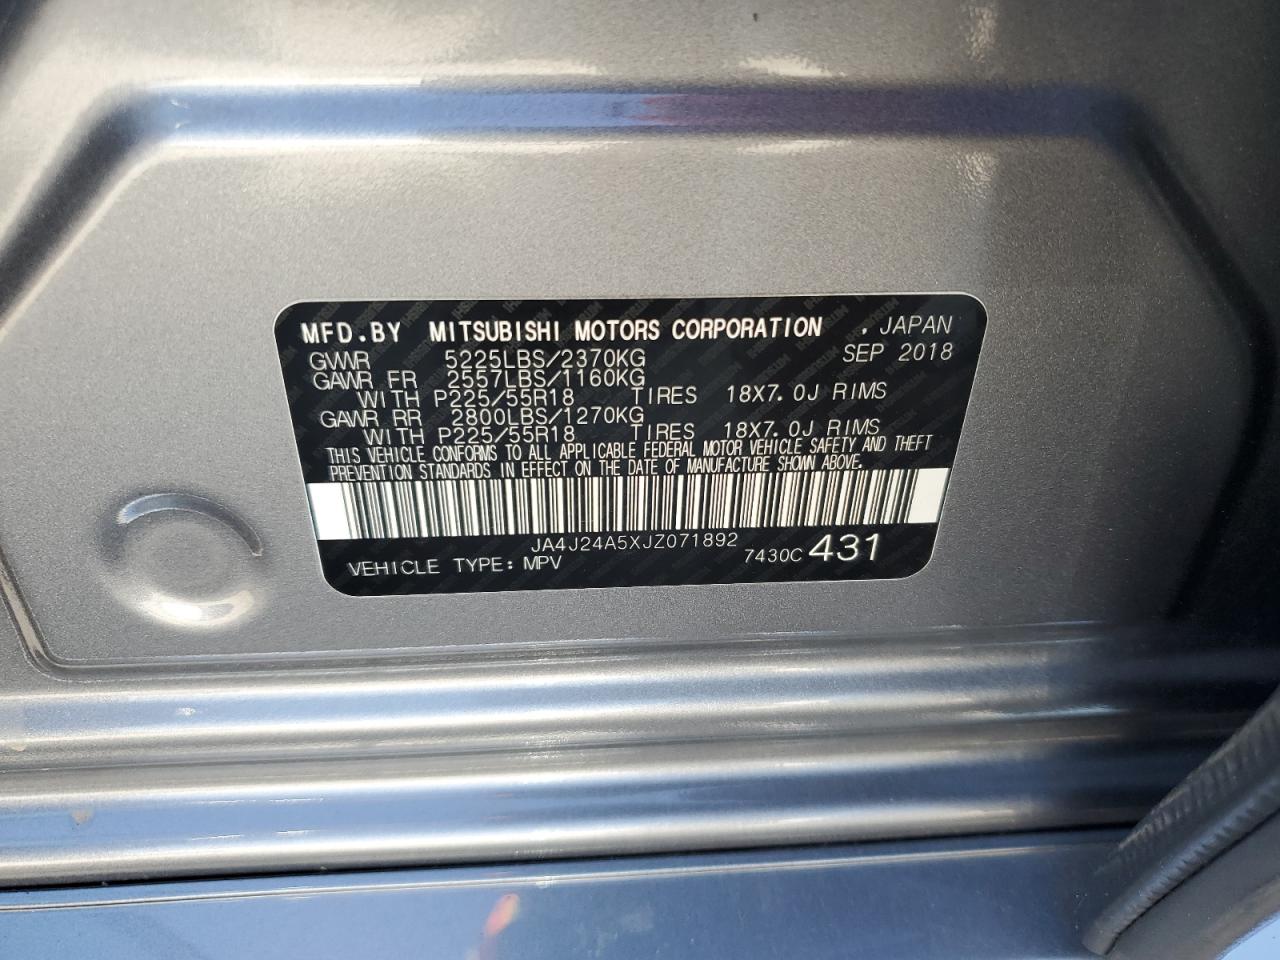 MFD.BY MITSUBISHI MOTORS CORPORATION . JAPAN
GVWR 5225LBS/2370KG SEP 2018
GAWR FR 2557LBS/1160KG
WITH P225/55R18 TIRES 18X7.0J RIMS
GAWR RR 2800LBS/1270KG
WITH P225/55R18 TIRES 18X7.0J RIMS
THIS VEHICLE CONFORMS TO ALL APPLICABLE FEDERAL MOTOR VEHICLE SAFETY AND THEFT
PREVENTION STANDARDS IN EFFECT ON THE DATE OF MANUFACTURE SHOWN ABOVE.
JA4J24A5XJZ071892
VEHICLE TYPE: MPV 7430C 431